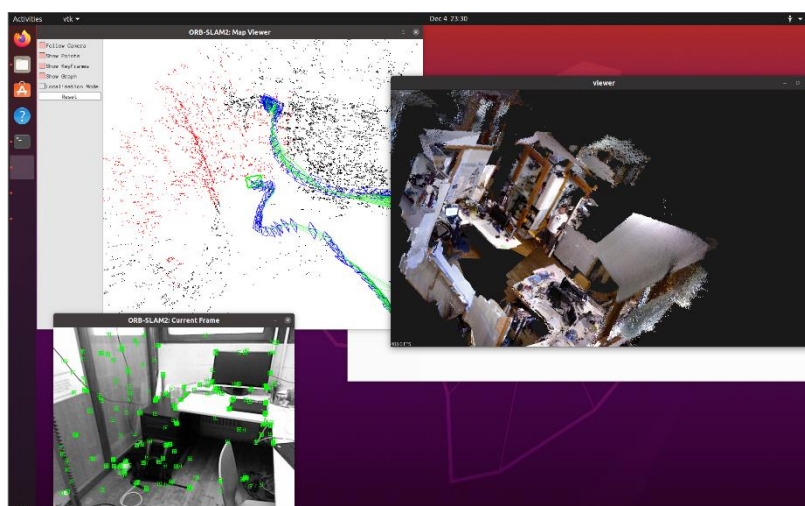 Activities
vtk
Dec 4 23:30
ORB-SLAM2: Map Viewer
Follow Camera
Show Points
Show KeyFrames
Show Graph
Localization Mode
Reset
viewer
ORB-SLAM2: Current Frame